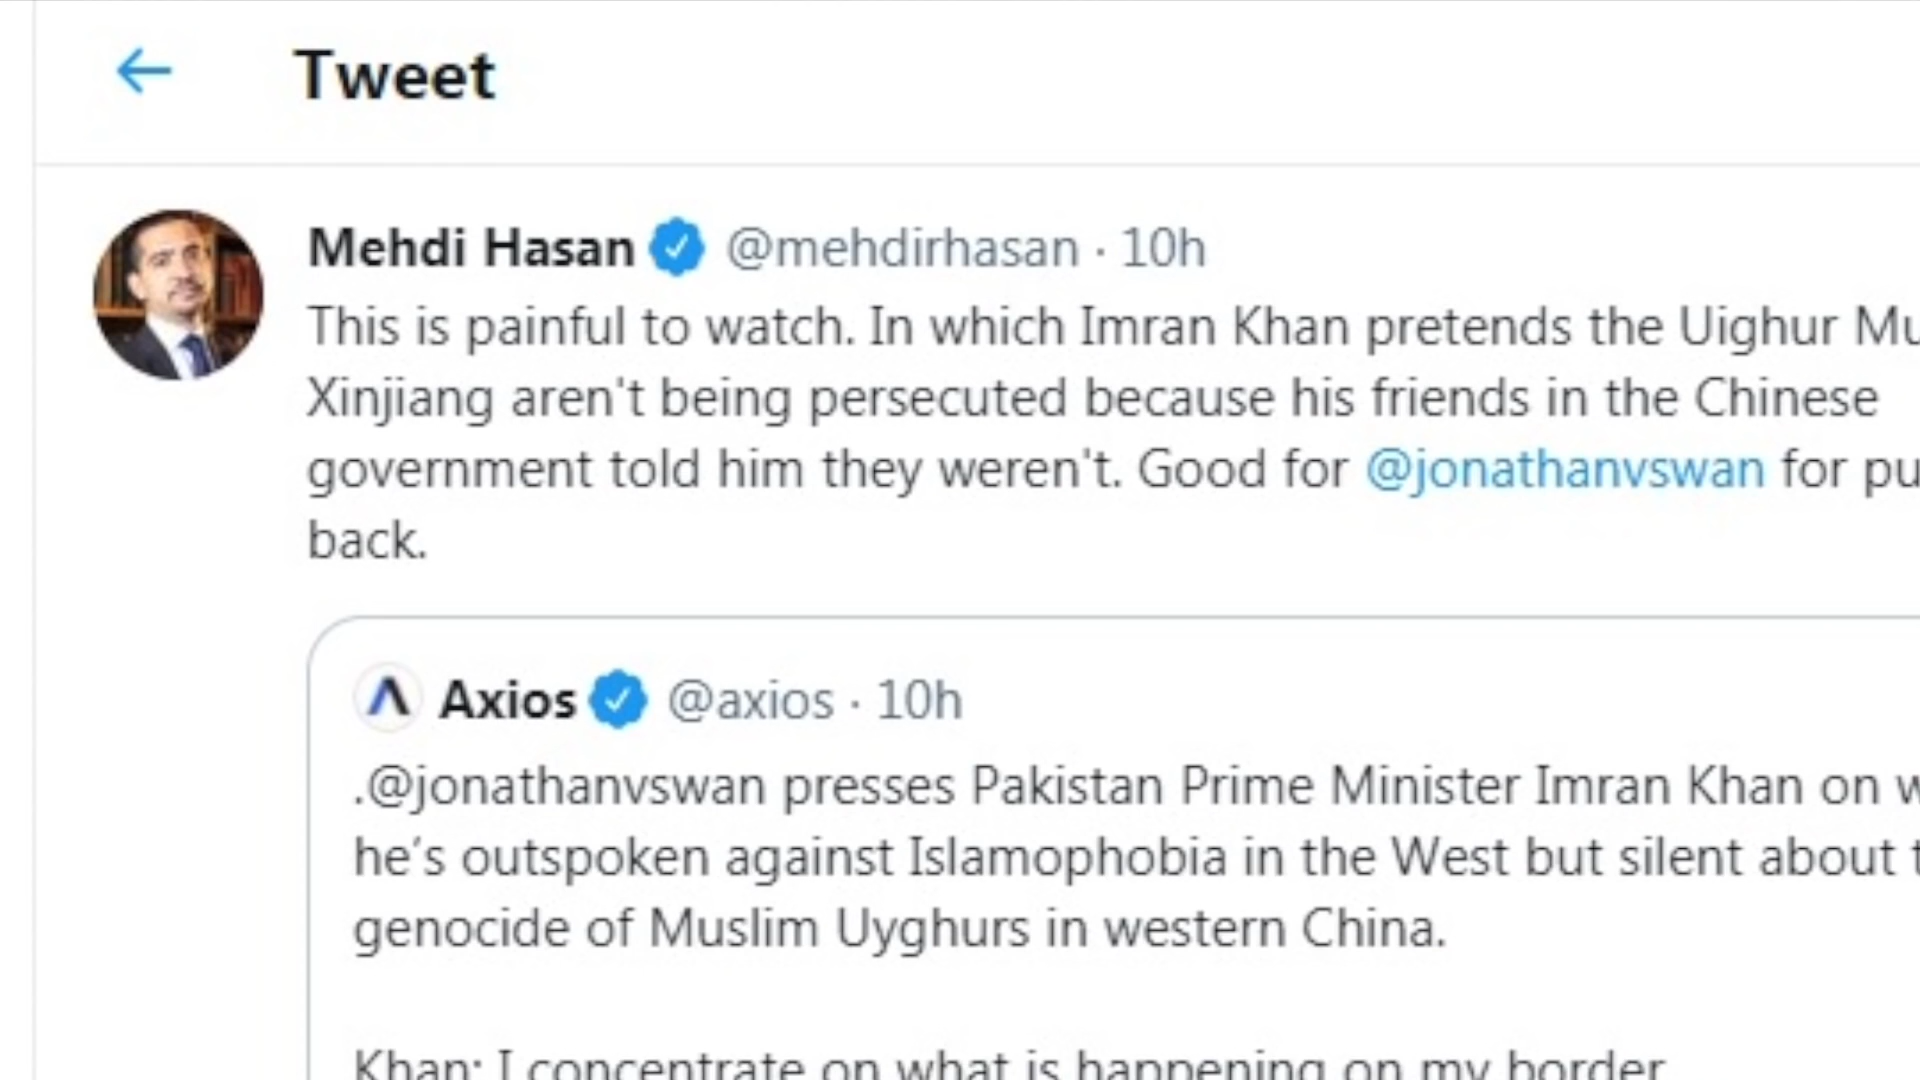 Tweet
Mehdi Hasan @mehdirhasan · 10h
This is painful to watch. In which Imran Khan pretends the Uighur
Xinjiang aren't being persecuted because his friends in the Chinese
government told him they weren't. Good for @jonathanvswan for
back.
Axios @axios · 10h
.@jonathanvswan presses Pakistan Prime Minister Imran Khan on
he’s outspoken against Islamophobia in the West but silent about
genocide of Muslim Uyghurs in western China.
Khan: I concentrate on what is happening on my border